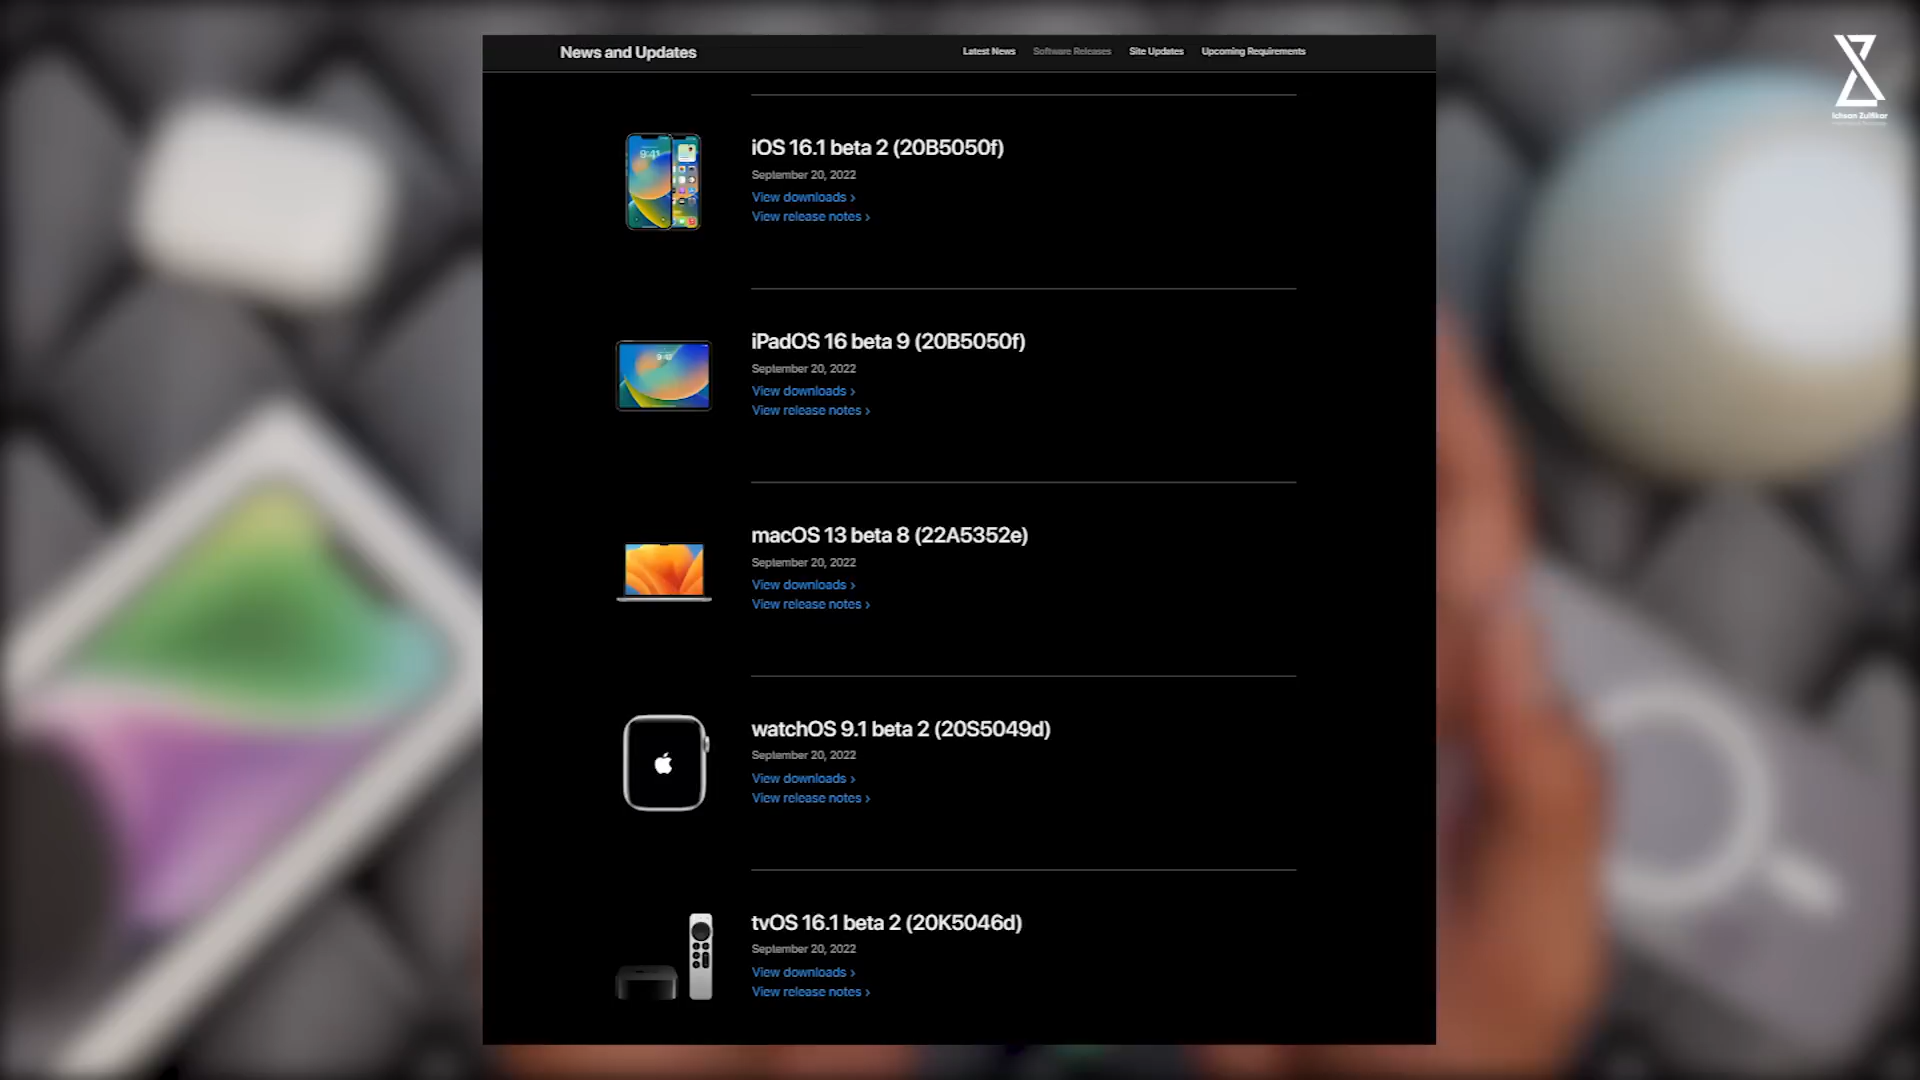 News and Updates
Latest News
Software Releases
Site Updates
Upcoming Requirements
Ichsan Zulfikar
9:41
iOS 16.1 beta 2 (20B5050f)
September 20, 2022
View downloads ›
View release notes ›
iPadOS 16 beta 9 (20B5050f)
September 20, 2022
View downloads ›
View release notes ›
macOS 13 beta 8 (22A5352e)
September 20, 2022
View downloads ›
View release notes ›
watchOS 9.1 beta 2 (20S5049d)
September 20, 2022
View downloads ›
View release notes ›
tvOS 16.1 beta 2 (20K5046d)
September 20, 2022
View downloads ›
View release notes ›